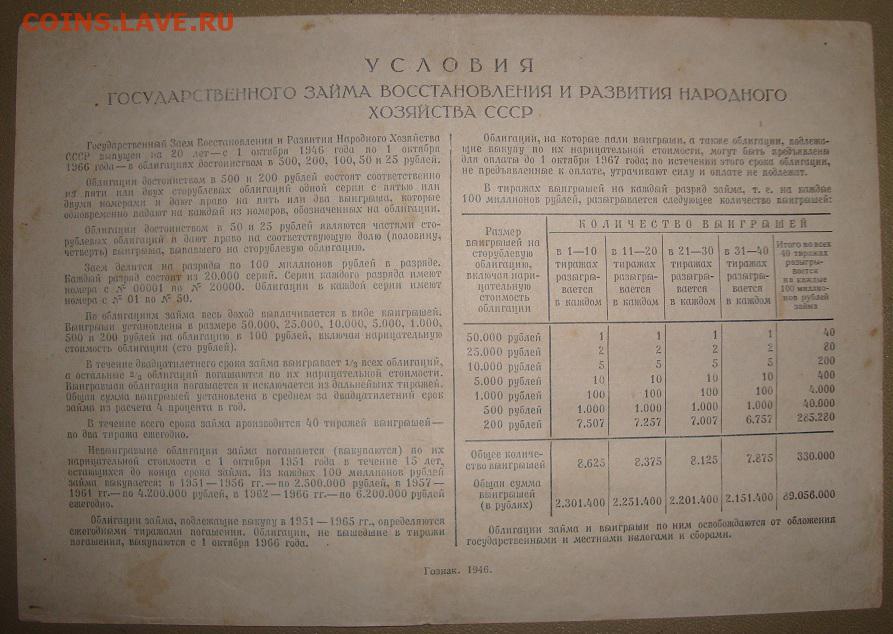 COINS.LAVE.RU
УСЛОВИЯ
ГОСУДАРСТВЕННОГО ЗАЙМА ВОССТАНОВЛЕНИЯ И РАЗВИТИЯ НАРОДНОГО
ХОЗЯЙСТВА СССР
Государственный Заем Восстановления и Развития Народного Хозяйства
СССР выпущен на 20 лет—с 1 октября 1946 года по 1 октября
1966 года—в облигациях достоинством в 500, 200, 100, 50 и 25 рублей.
Облигации достоинством в 500 и 200 рублей состоят соответственно
из пяти или двух сторублевых облигаций одной серии с пятью или
двумя номерами и дают право на пять или два выигрыша, которые
одновременно падают на каждый из номеров, обозначенных на облигации.
Облигации достоинством в 50 и 25 рублей являются частями сто-
рублевых облигаций и дают право на соответствующую долю (половину,
четверть) выигрыша, выпавшего на сторублевую облигацию.
Заем делится на разряды по 100 миллионов рублей в разряде.
Каждый разряд состоит из 20.000 серий. Серии каждого разряда имеют
номера с № 00001 по № 20000. Облигации в каждой серии имеют
номера с № 01 по № 50.
По облигациям займа весь доход выплачивается в виде выигрышей.
Выигрыши установлены в размере 50.000, 25.000, 10.000, 5.000, 1.000,
500 и 200 рублей на облигацию в 100 рублей, включая нарицательную
стоимость облигации (сто рублей).
В течение двадцатилетнего срока займа выигрывает 1/3 всех облигаций,
а остальные 2/3 облигаций погашаются по их нарицательной стоимости.
Выигравшая облигация погашается и исключается из дальнейших тиражей.
Общая сумма выигрышей установлена в среднем за двадцатилетний срок
займа из расчета 4 процента в год.
В течение всего срока займа производится 40 тиражей выигрышей—
по два тиража ежегодно.
Невыигравшие облигации займа погашаются (выкупаются) по их
нарицательной стоимости с 1 октября 1951 года в течение 15 лет,
остающихся до конца срока займа. Из каждых 100 миллионов рублей
займа выкупается: в 1951—1956 гг.—по 2.500.000 рублей, в 1957—
1961 гг.—по 4.200.000 рублей, в 1962—1966 гг.—по 6.200.000 рублей
ежегодно.
Облигации займа, подлежащие выкупу в 1951—1965 гг., определяются
ежегодными тиражами погашения. Облигации, не вышедшие в тиражи
погашения, выкупаются с 1 октября 1966 года.
Облигации, на которые пали выигрыши, а также облигации, подлежа-
щие выкупу по их нарицательной стоимости, могут быть предъявлены
для оплаты до 1 октября 1967 года; по истечении этого срока облигации,
не предъявленные к оплате, утрачивают силу и оплате не подлежат.
В тиражах выигрышей на каждый разряд займа, т. е. на каждые
100 миллионов рублей, разыгрывается следующее количество выигрышей:
Размер выигрышей на сторублевую облигацию, включая нари-цательную стоимость облигации
КОЛИЧЕСТВО ВЫИГРЫШЕЙ
в 1—10 тиражах разыгры-вается в каждом
в 11—20 тиражах разыгры-вается в каждом
в 21—30 тиражах разыгры-вается в каждом
в 31—40 тиражах разыгры-вается в каждом
Итого во всех 40 тиражах разыгры-вается на каждые 100 миллио-нов рублей займа
50.000 рублей 1 1 1 1 40
25.000 рублей 2 2 2 2 80
10.000 рублей 5 5 5 5 200
5.000 рублей 10 10 10 10 400
1.000 рублей 100 100 100 100 4.000
500 рублей 1.000 1.000 1.000 1.000 40.000
200 рублей 7.507 7.257 7.007 6.757 285.280
Общее количе-
ство выигрышей 8.625 8.375 8.125 7.875 330.000
Общая сумма
выигрышей
(в рублях) 2.301.400 2.251.400 2.201.400 2.151.400 89.056.000
Облигации займа и выигрыши по ним освобождаются от обложения
государственными и местными налогами и сборами.
Гознак. 1946.